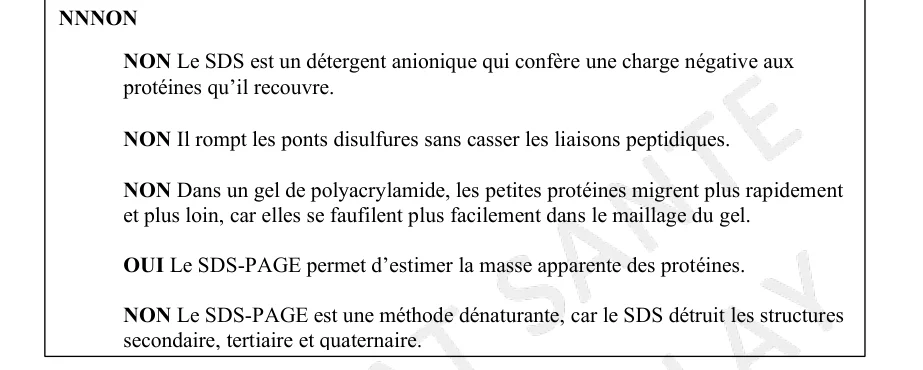 NNNON
NON Le SDS est un détergent anionique qui confère une charge négative aux
protéines qu’il recouvre.
NON Il rompt les ponts disulfures sans casser les liaisons peptidiques.
NON Dans un gel de polyacrylamide, les petites protéines migrent plus rapidement
et plus loin, car elles se faufilent plus facilement dans le maillage du gel.
OUI Le SDS-PAGE permet d’estimer la masse apparente des protéines.
NON Le SDS-PAGE est une méthode dénaturante, car le SDS détruit les structures
secondaire, tertiaire et quaternaire.
SANTE